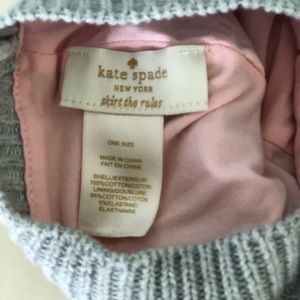 kate spade
NEW YORK
skirt the rules
ONE SIZE
MADE IN CHINA
FAIT EN CHINE
SHELL/EXTERIEUR:
100%COTTON/COTON
LINING/DOUBLURE:
95%COTTON/COTON
5%ELASTANE/
ELASTHANNE